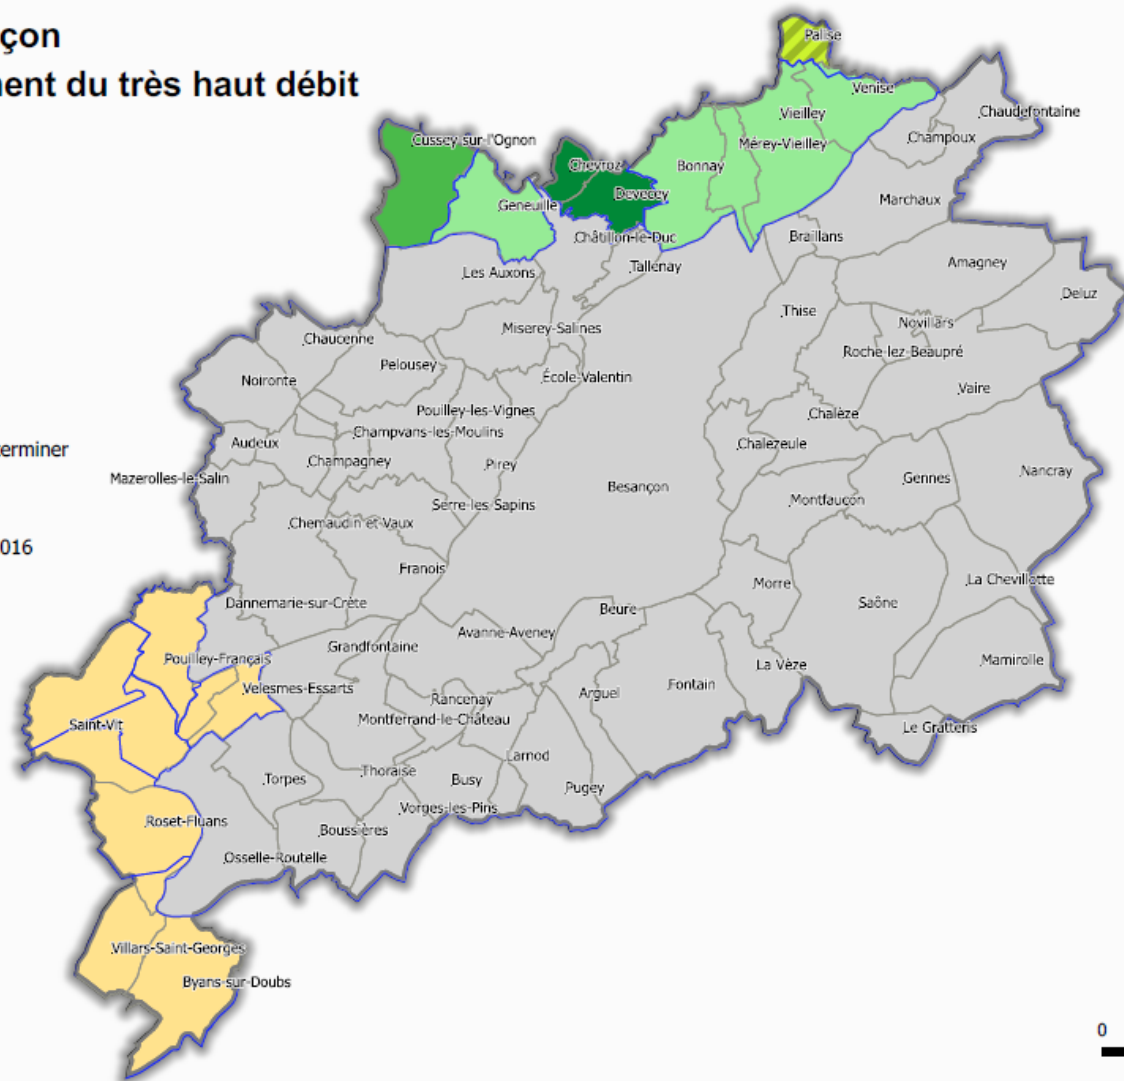 çon
ent du très haut débit
Palise
Venise
Vieilley
Chaudefontaine
Cussey-sur-l'Ognon
Champoux
Mérey-Vieilley
Chevroz
Bonnay
Devecey
Marchaux
Geneuille
Châtillon-le-Duc
Braillans
Les Auxons
Tallenay
Amagney
Deluz
Thise
Novillars
Miserey-Salines
Chaucenne
Roche-lez-Beaupré
Pelousey
Noironte
École-Valentin
Vaire
Pouilley-les-Vignes
Chalèze
Champvans-les-Moulins
Audeux
Chalezeule
erminer
Champagney
Pirey
Mazerolles-le-Salin
Nancray
Gennes
Besançon
Montfaucon
Serre-les-Sapins
Chemaudin et Vaux
016
Franois
La Chevillotte
Morre
Dannemarie-sur-Crète
Saône
Beure
Avanne-Aveney
Grandfontaine
Pouilley-Français
Mamirolle
La Vèze
Velesmes-Essarts
Fontain
Arguel
Rancenay
Montferrand-le-Château
Saint-Vit
Le Gratteris
Larnod
Thoraise
Torpes
Busy
Pugey
Vorges-les-Pins
Roset-Fluans
Boussières
Osselle-Routelle
Villars-Saint-Georges
Byans-sur-Doubs
0